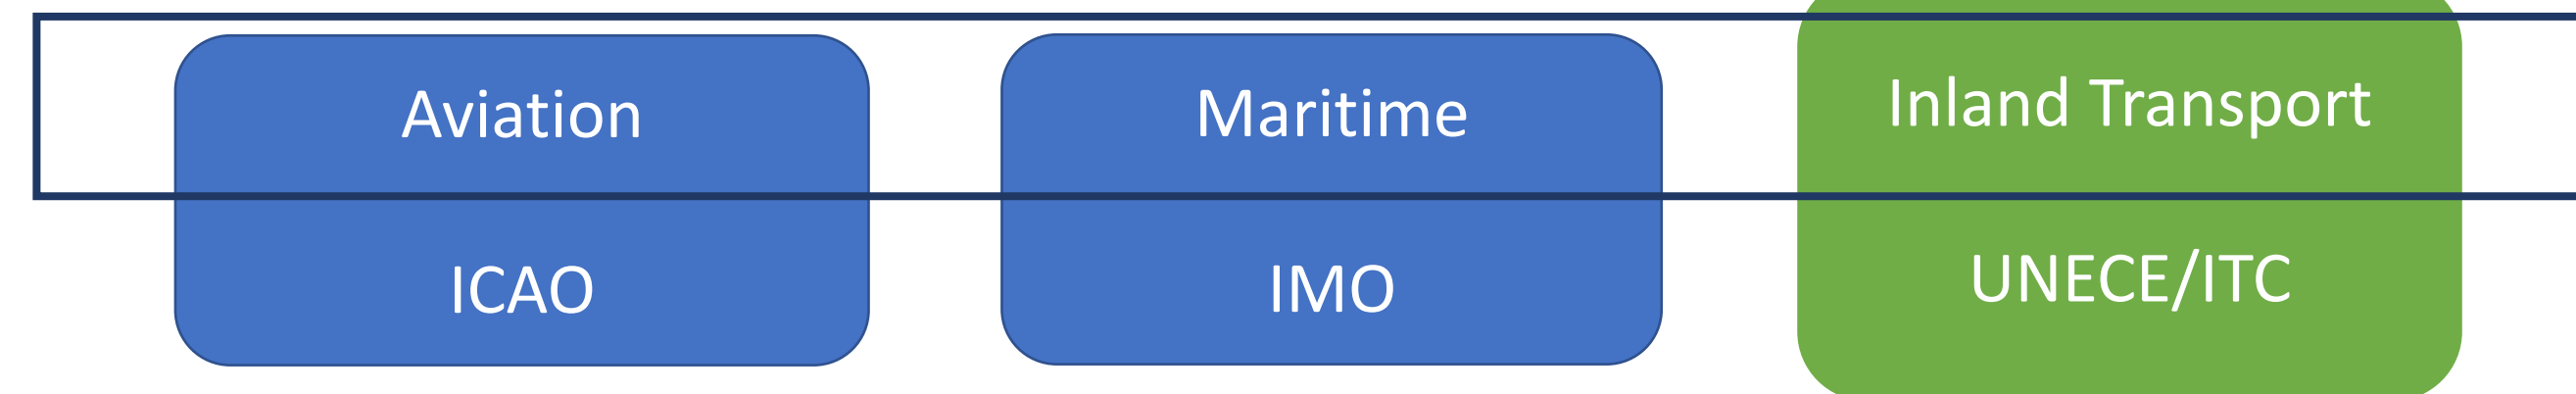 Aviation
ICAO
Maritime
IMO
Inland Transport
UNECE/ITC